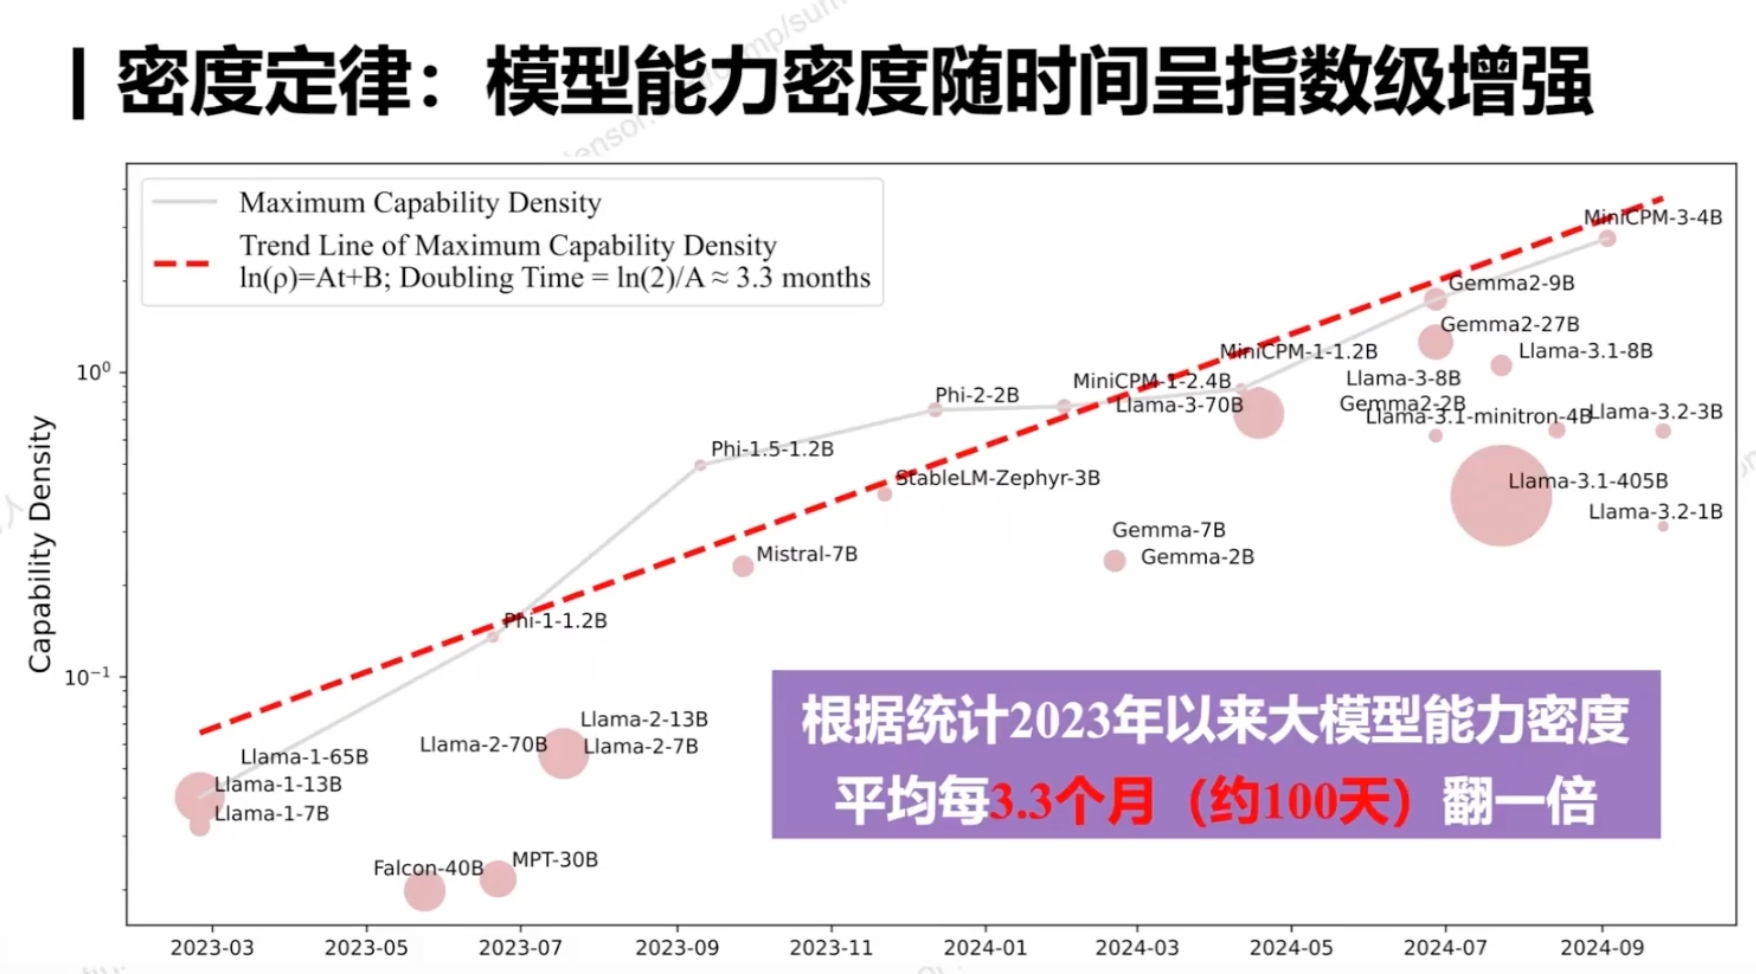 密度定律：模型能力密度随时间呈指数级增强
Maximum Capability Density
Trend Line of Maximum Capability Density
ln(ρ)=At+B; Doubling Time = ln(2)/A ≈ 3.3 months
Capability Density
10⁰
10⁻¹
MiniCPM-3-4B
Gemma2-9B
Gemma2-27B
MiniCPM-1-1.2B
Llama-3.1-8B
MiniCPM-1-2.4B
Llama-3-8B
Phi-2-2B
Llama-3-70B
Gemma2-2B
Llama-3.1-minitron-4B
Llama-3.2-3B
Phi-1.5-1.2B
StableLM-Zephyr-3B
Llama-3.1-405B
Llama-3.2-1B
Gemma-7B
Mistral-7B
Gemma-2B
Phi-1-1.2B
Llama-2-13B
Llama-2-70B
Llama-2-7B
Llama-1-65B
Llama-1-13B
Llama-1-7B
Falcon-40B
MPT-30B
根据统计2023年以来大模型能力密度
平均每3.3个月（约100天）翻一倍
2023-03
2023-05
2023-07
2023-09
2023-11
2024-01
2024-03
2024-05
2024-07
2024-09